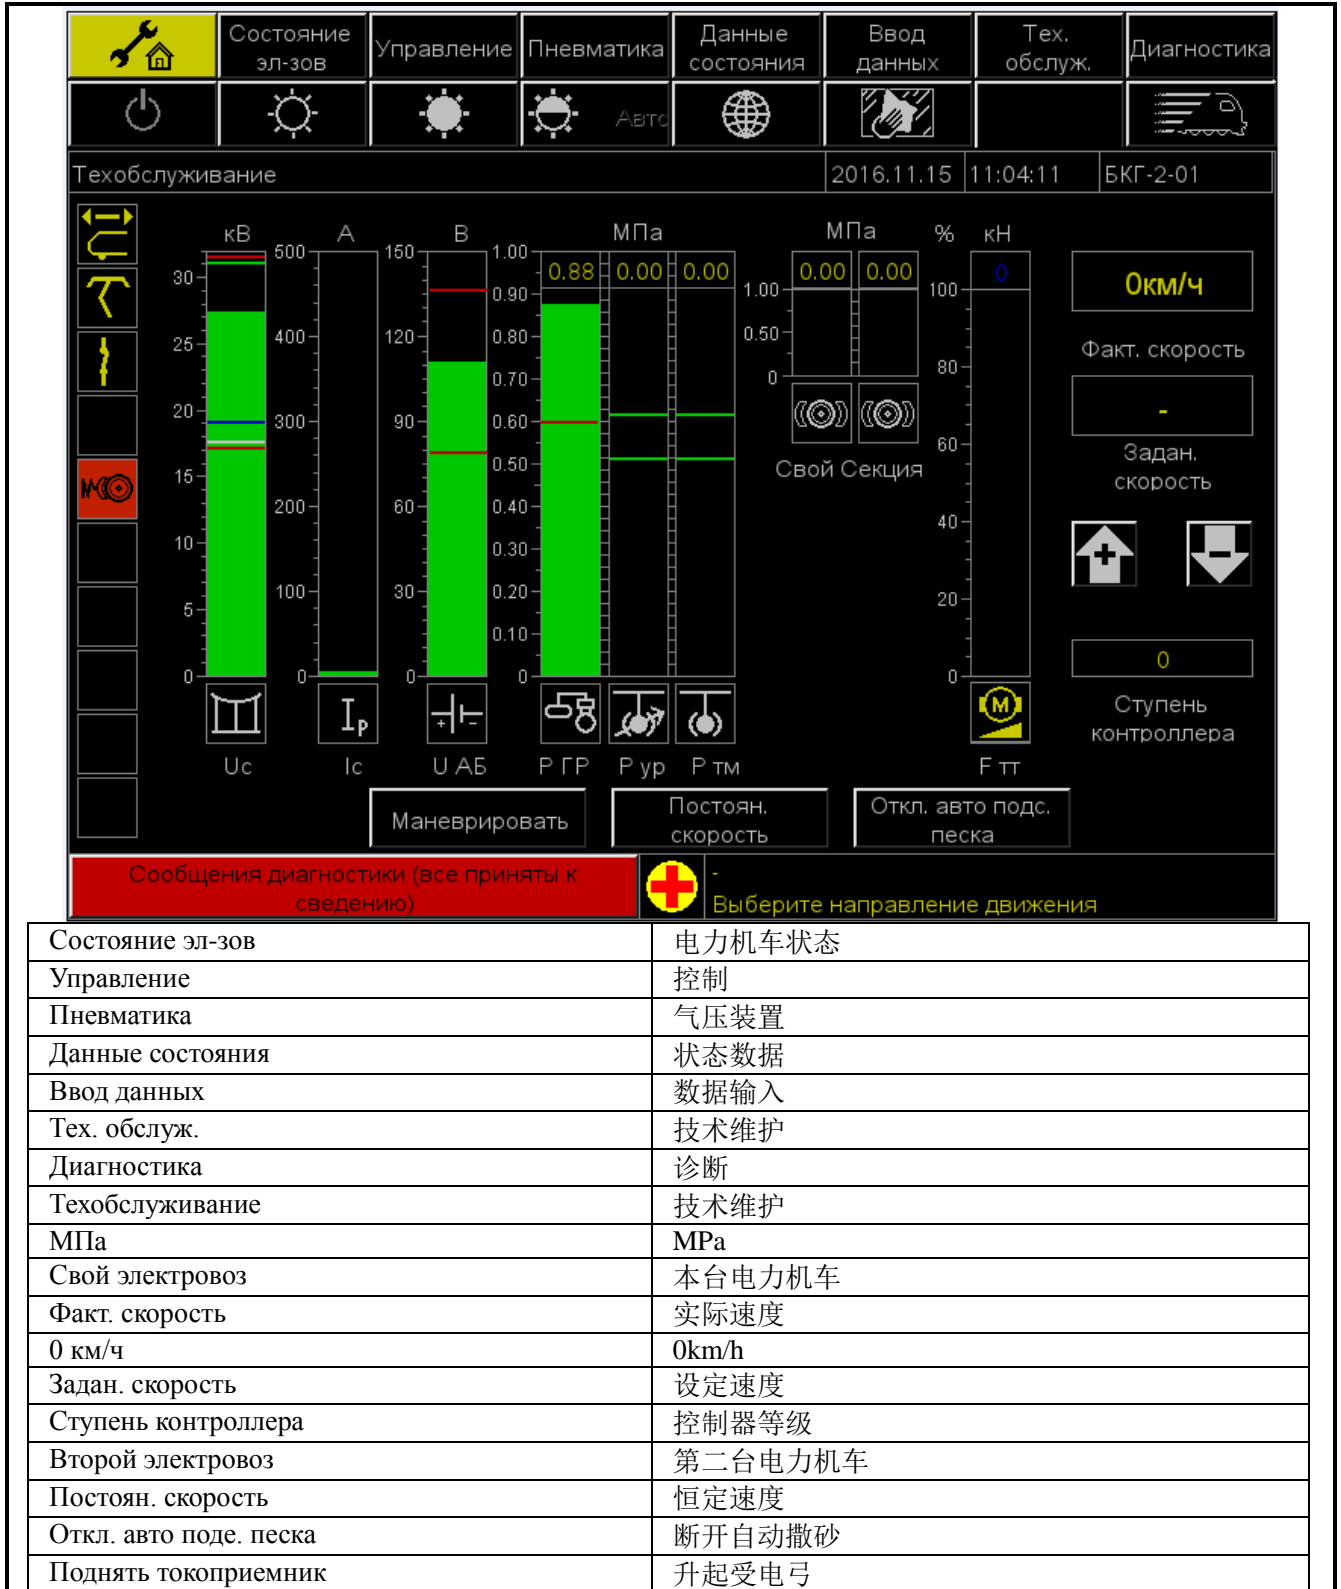 Состояние эл-зов
Управление
Пневматика
Данные состояния
Ввод данных
Тех. обслуж.
Диагностика
Авто
Техобслуживание 2016.11.15 11:04:11 БКГ-2-01
кВ А В МПа МПа % кН
30 25 20 15 10 5 0
500 400 300 200 100 0
150 120 90 60 30 0
1.00 0.90 0.80 0.70 0.60 0.50 0.40 0.30 0.20 0.10 0
0.88 0.00 0.00
0.00 0.00
1.00 0.50 0
Свой Секция
100 80 60 40 20 0
0
0км/ч
Факт. скорость
-
Задан. скорость
+ -
0
Ступень контроллера
Iр
+ -
M
Uc Ic U АБ Р ГР Р ур Р тм F тт
Маневрировать
Постоян. скорость
Откл. авто подс. песка
Сообщения диагностики (все приняты к сведению)
-
Выберите направление движения
Состояние эл-зов 电力机车状态
Управление 控制
Пневматика 气压装置
Данные состояния 状态数据
Ввод данных 数据输入
Тех. обслуж. 技术维护
Диагностика 诊断
Техобслуживание 技术维护
МПа MPa
Свой электровоз 本台电力机车
Факт. скорость 实际速度
0 км/ч 0km/h
Задан. скорость 设定速度
Ступень контроллера 控制器等级
Второй электровоз 第二台电力机车
Постоян. скорость 恒定速度
Откл. авто поде. песка 断开自动撒砂
Поднять токоприемник 升起受电弓